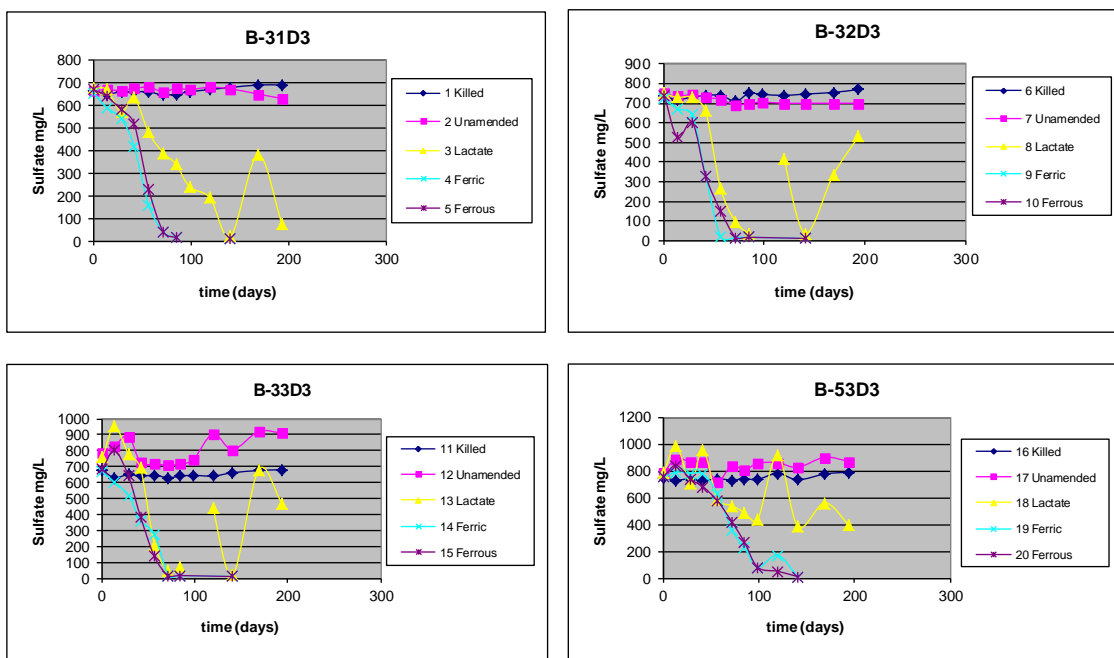 B-31D3
800
700
600
500
400
300
200
100
0
Sulfate mg/L
0 100 200 300
time (days)
1 Killed
2 Unamended
3 Lactate
4 Ferric
5 Ferrous
B-32D3
900
800
700
600
500
400
300
200
100
0
Sulfate mg/L
0 100 200 300
time (days)
6 Killed
7 Unamended
8 Lactate
9 Ferric
10 Ferrous
B-33D3
1000
900
800
700
600
500
400
300
200
100
0
Sulfate mg/L
0 100 200 300
time (days)
11 Killed
12 Unamended
13 Lactate
14 Ferric
15 Ferrous
B-53D3
1200
1000
800
600
400
200
0
Sulfate mg/L
0 100 200 300
time (days)
16 Killed
17 Unamended
18 Lactate
19 Ferric
20 Ferrous